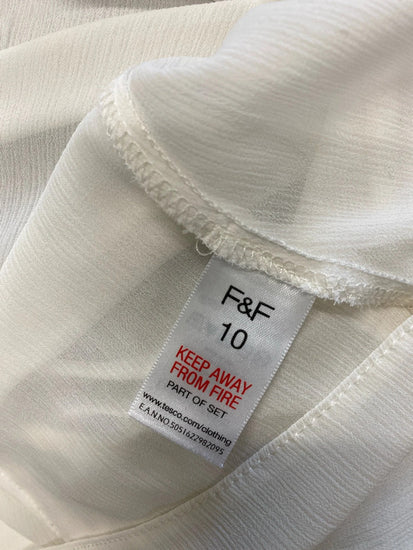 F&F
10
KEEP AWAY
FROM FIRE
PART OF SET
www.tesco.com/clothing
E.A.N.NO.5051622982095